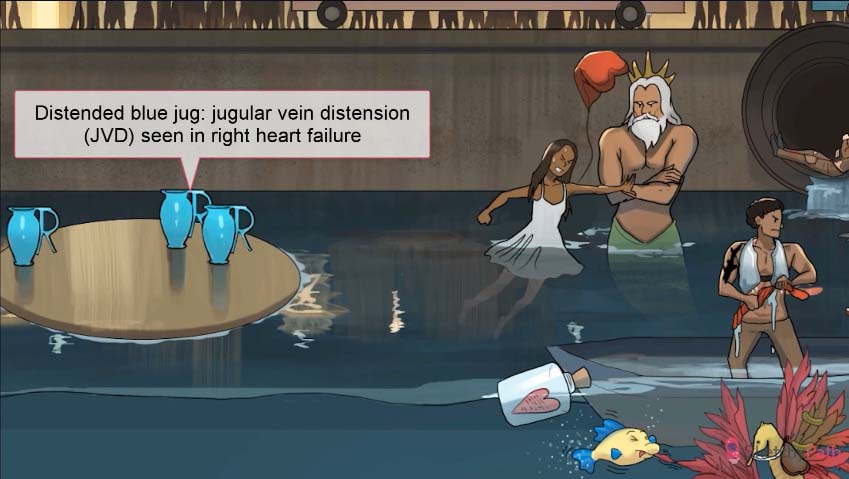 Distended blue jug: jugular vein distension
(JVD) seen in right heart failure